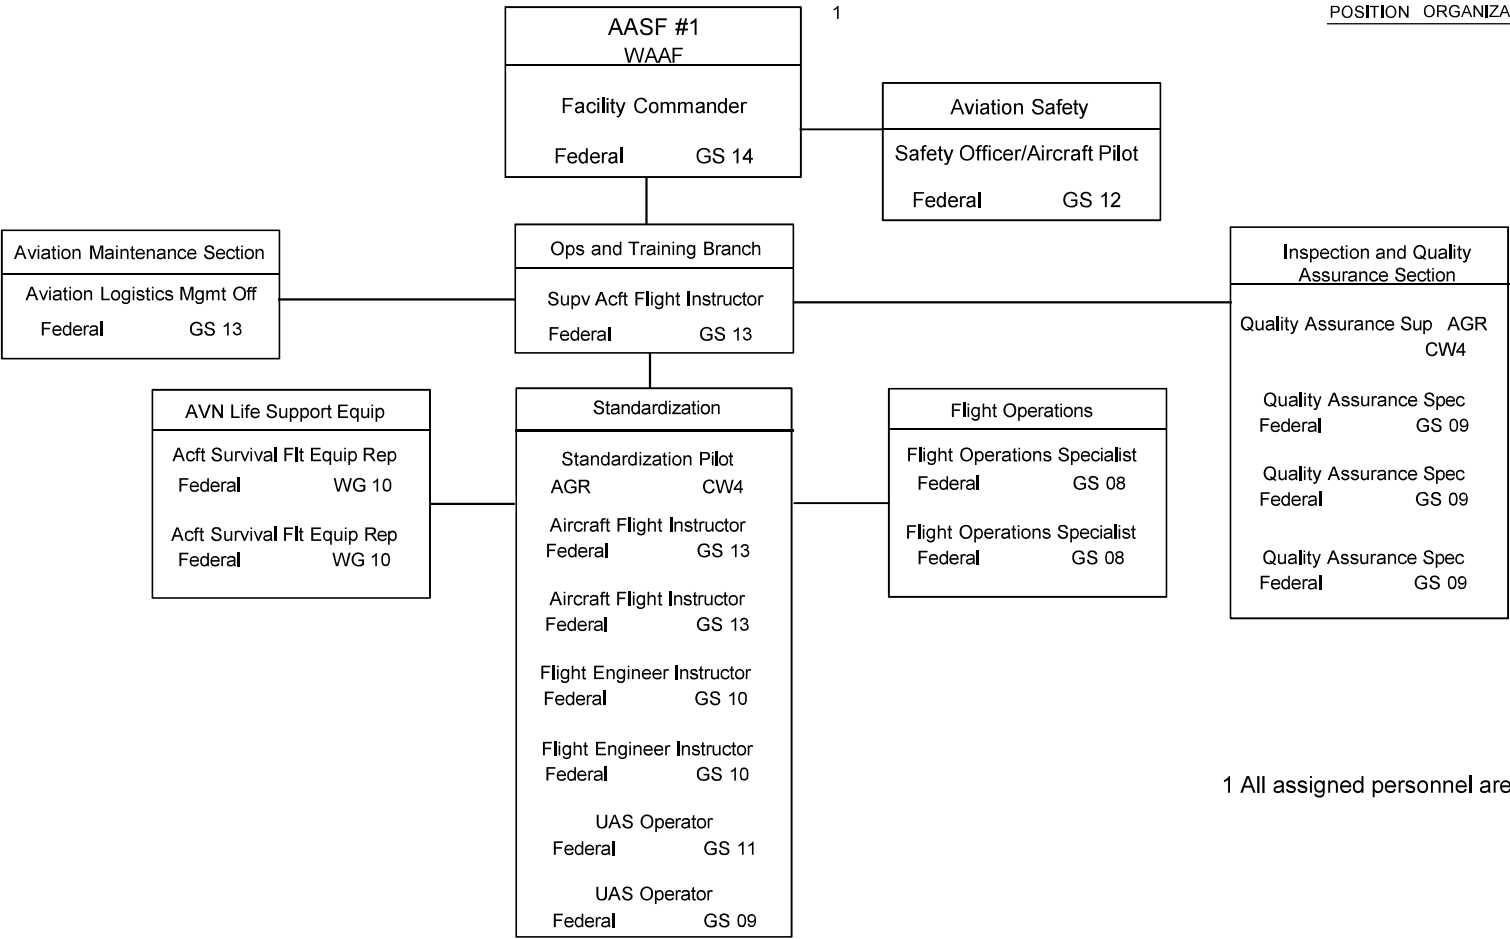 1
POSITION ORGANIZA
AASF #1
WAAF
Facility Commander
Federal GS 14
Aviation Safety
Safety Officer/Aircraft Pilot
Federal GS 12
Aviation Maintenance Section
Aviation Logistics Mgmt Off
Federal GS 13
Ops and Training Branch
Supv Acft Flight Instructor
Federal GS 13
Inspection and Quality
Assurance Section
Quality Assurance Sup AGR
CW4
Quality Assurance Spec
Federal GS 09
Quality Assurance Spec
Federal GS 09
Quality Assurance Spec
Federal GS 09
AVN Life Support Equip
Acft Survival Flt Equip Rep
Federal WG 10
Acft Survival Flt Equip Rep
Federal WG 10
Standardization
Standardization Pilot
AGR CW4
Aircraft Flight Instructor
Federal GS 13
Aircraft Flight Instructor
Federal GS 13
Flight Engineer Instructor
Federal GS 10
Flight Engineer Instructor
Federal GS 10
UAS Operator
Federal GS 11
UAS Operator
Federal GS 09
Flight Operations
Flight Operations Specialist
Federal GS 08
Flight Operations Specialist
Federal GS 08
1 All assigned personnel are